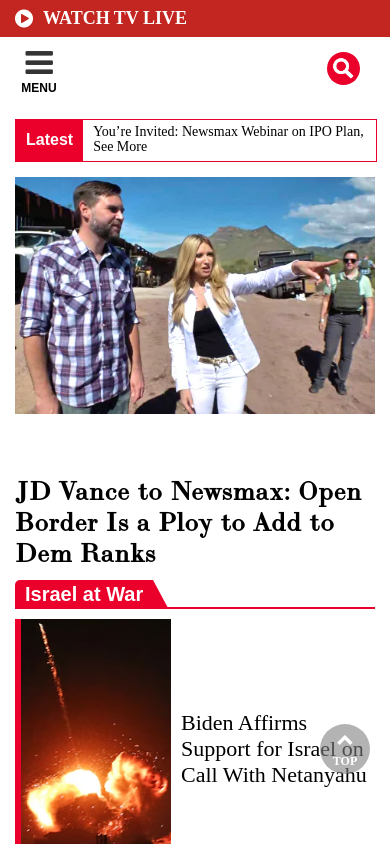 WATCH TV LIVE
MENU
Latest
You’re Invited: Newsmax Webinar on IPO Plan,
See More
JD Vance to Newsmax: Open
Border Is a Ploy to Add to
Dem Ranks
Israel at War
Biden Affirms
Support for Israel on
Call With Netanyahu
TOP